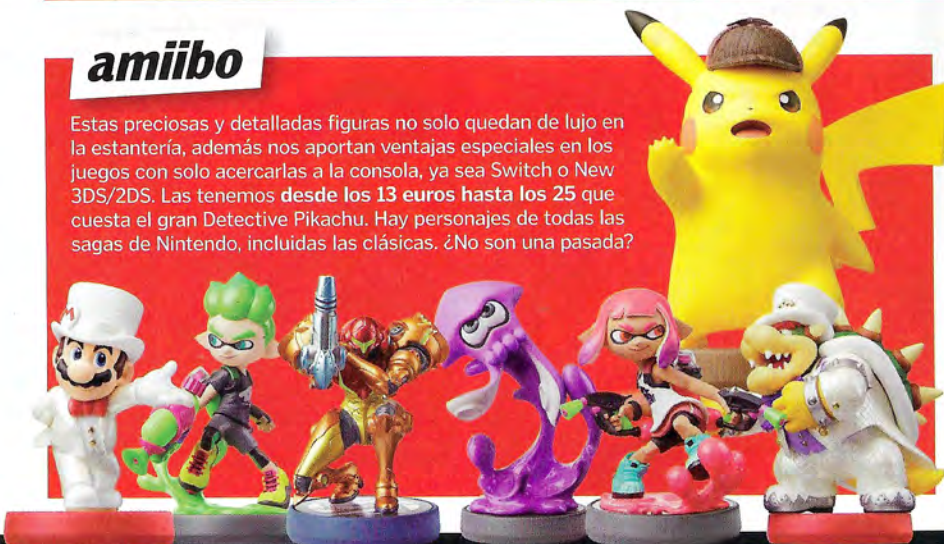 amiibo
Estas preciosas y detalladas figuras no solo quedan de lujo en
la estantería, además nos aportan ventajas especiales en los
juegos con solo acercarlas a la consola, ya sea Switch o New
3DS/2DS. Las tenemos desde los 13 euros hasta los 25 que
cuesta el gran Detective Pikachu. Hay personajes de todas las
sagas de Nintendo, incluidas las clásicas. ¿No son una pasada?